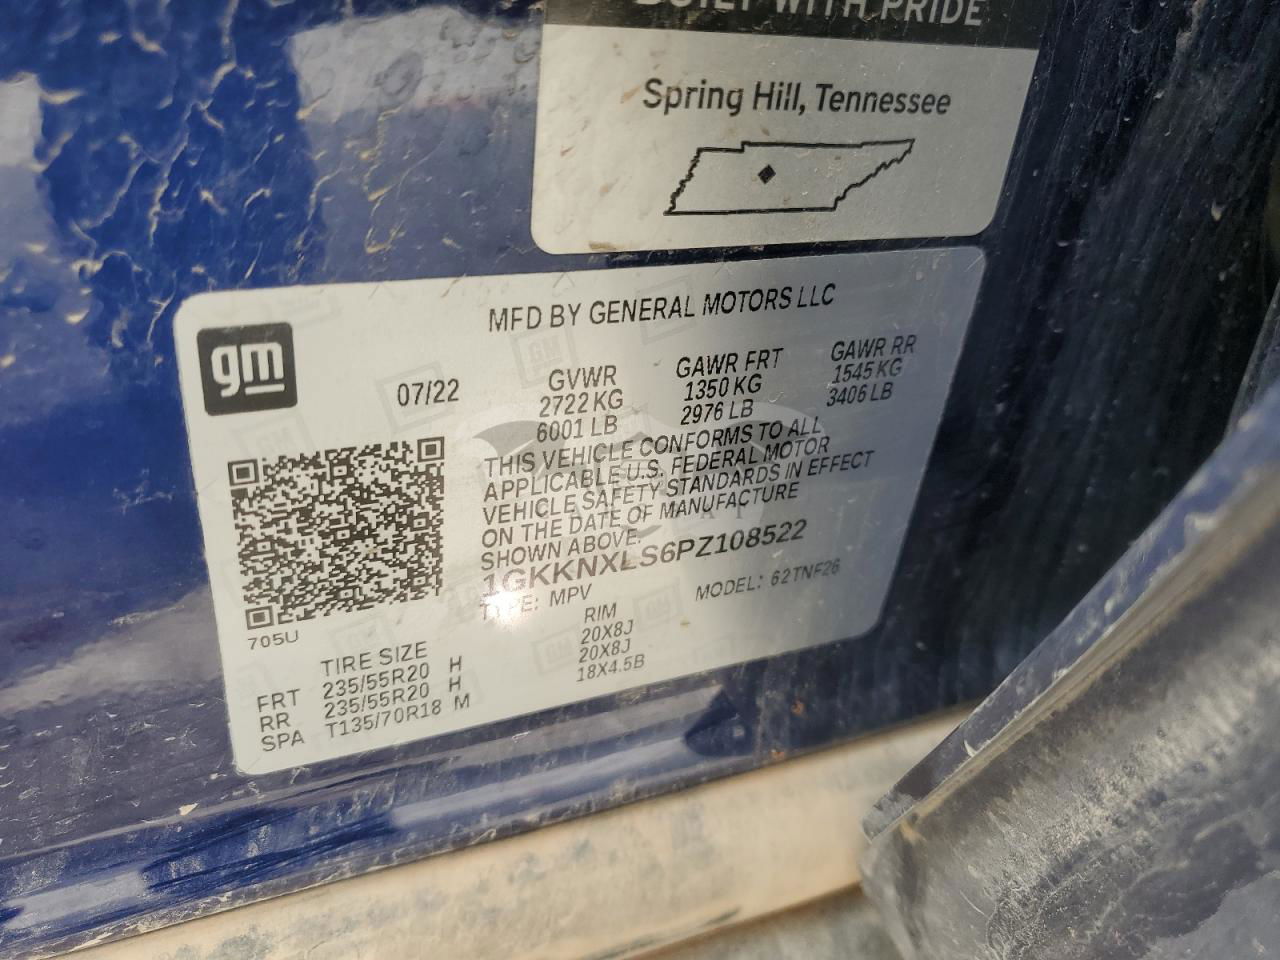 BUILT WITH PRIDE
Spring Hill, Tennessee
MFD BY GENERAL MOTORS LLC
gm
07/22
GVWR
2722 KG
6001 LB
GAWR FRT
1350 KG
2976 LB
GAWR RR
1545 KG
3406 LB
THIS VEHICLE CONFORMS TO ALL
APPLICABLE U.S. FEDERAL MOTOR
VEHICLE SAFETY STANDARDS IN EFFECT
ON THE DATE OF MANUFACTURE
SHOWN ABOVE.
1GKKNXLS6PZ108522
TYPE: MPV
MODEL: 62TNF26
705U
TIRE SIZE
RIM
FRT 235/55R20 H 20X8J
RR 235/55R20 H 20X8J
SPA T135/70R18 M 18X4.5B